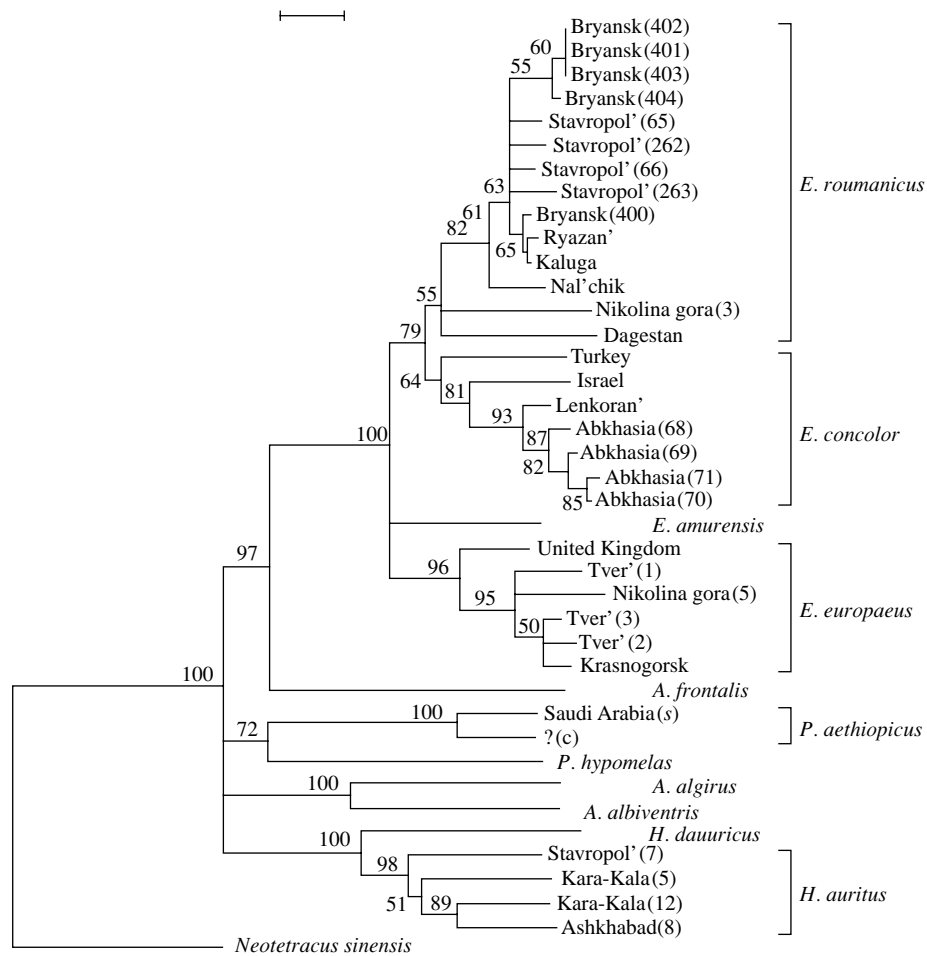 Bryansk (402)
60
Bryansk (401)
55
Bryansk (403)
Bryansk (404)
Stavropol’ (65)
Stavropol’ (262)
Stavropol’ (66)
E. roumanicus
63
Stavropol’ (263)
61
Bryansk (400)
82
Ryazan’
65
Kaluga
Nal’chik
55
Nikolina gora (3)
79
Dagestan
Turkey
64
81
Israel
93
Lenkoran’
100
87
Abkhasia (68)
E. concolor
82
Abkhasia (69)
Abkhasia (71)
85
Abkhasia (70)
E. amurensis
United Kingdom
97
96
Tver’ (1)
95
Nikolina gora (5)
E. europaeus
50
Tver’ (3)
Tver’ (2)
Krasnogorsk
100
A. frontalis
100
Saudi Arabia (s)
72
? (c)
P. aethiopicus
P. hypomelas
100
A. algirus
A. albiventris
100
H. dauuricus
98
Stavropol’ (7)
Kara-Kala (5)
51
89
Kara-Kala (12)
H. auritus
Ashkhabad (8)
Neotetracus sinensis